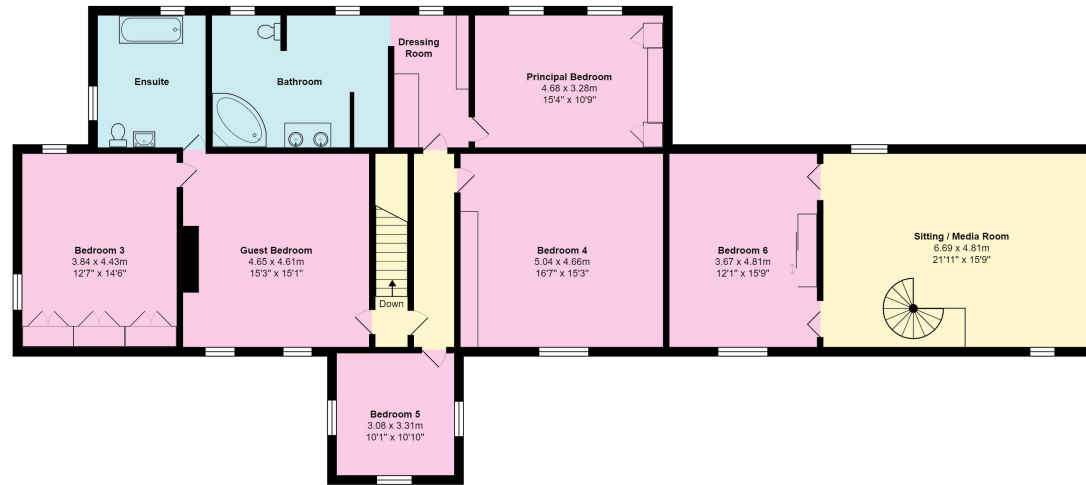 Ensuite
Bathroom
Dressing
Room
Principal Bedroom
4.68 x 3.28m
15'4" x 10'9"
Bedroom 3
3.84 x 4.43m
12'7" x 14'6"
Guest Bedroom
4.65 x 4.61m
15'3" x 15'1"
Down
Bedroom 4
5.04 x 4.66m
16'7" x 15'3"
Bedroom 6
3.67 x 4.81m
12'1" x 15'9"
Sitting / Media Room
6.69 x 4.81m
21'11" x 15'9"
Bedroom 5
3.08 x 3.31m
10'1" x 10'10"